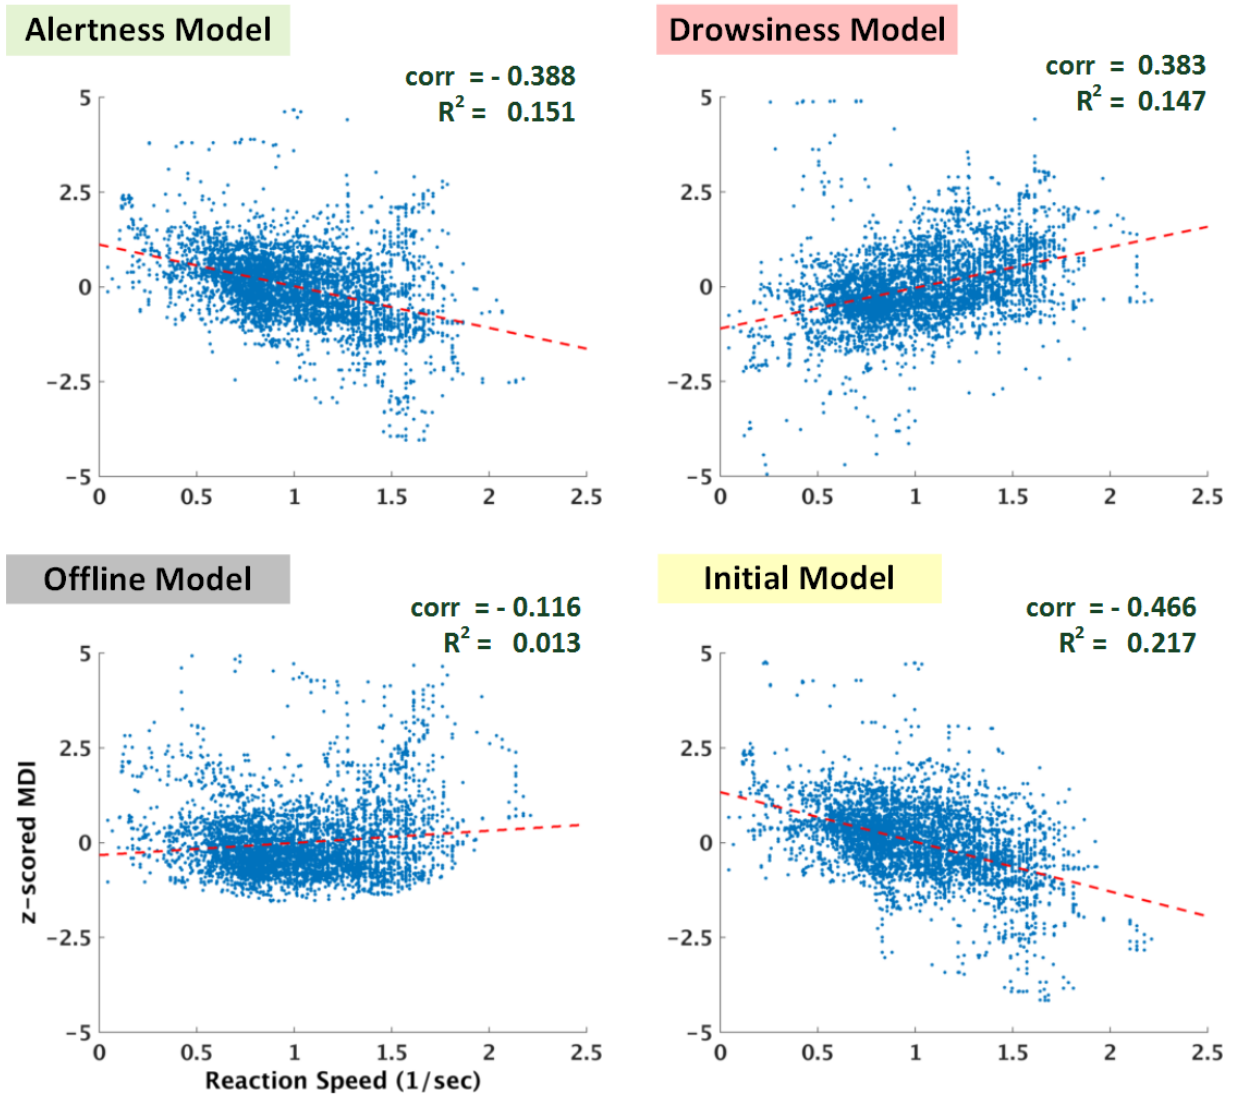 Alertness Model
corr = - 0.388
R² = 0.151
5
2.5
0
−2.5
−5
0 0.5 1 1.5 2 2.5
Drowsiness Model
corr = 0.383
R² = 0.147
5
2.5
0
−2.5
−5
0 0.5 1 1.5 2 2.5
Offline Model
corr = - 0.116
R² = 0.013
z−scored MDI
5
2.5
0
−2.5
−5
0 0.5 1 1.5 2 2.5
Reaction Speed (1/sec)
Initial Model
corr = - 0.466
R² = 0.217
5
2.5
0
−2.5
−5
0 0.5 1 1.5 2 2.5